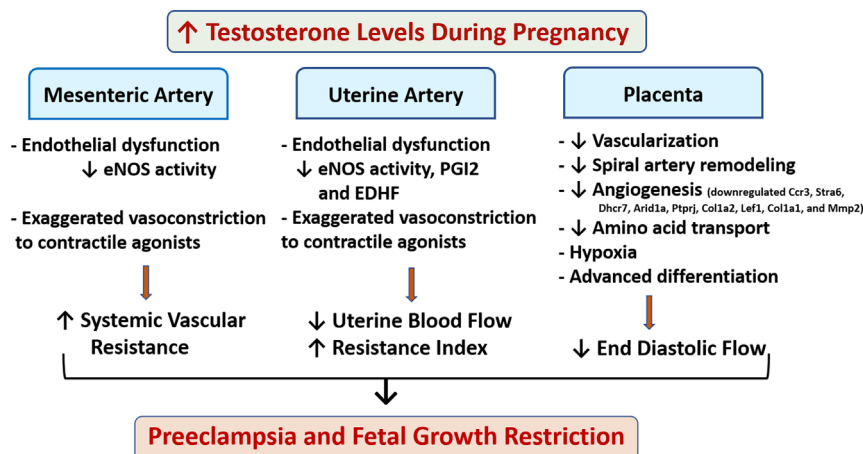 ↑ Testosterone Levels During Pregnancy
Mesenteric Artery
- Endothelial dysfunction
↓ eNOS activity
- Exaggerated vasoconstriction
to contractile agonists
↑ Systemic Vascular
Resistance
Uterine Artery
- Endothelial dysfunction
↓ eNOS activity, PGI2
and EDHF
- Exaggerated vasoconstriction
to contractile agonists
↓ Uterine Blood Flow
↑ Resistance Index
Placenta
- ↓ Vascularization
- ↓ Spiral artery remodeling
- ↓ Angiogenesis (downregulated Ccr3, Stra6,
Dhcr7, Arid1a, Ptprj, Col1a2, Lef1, Col1a1, and Mmp2)
- ↓ Amino acid transport
- Hypoxia
- Advanced differentiation
↓ End Diastolic Flow
Preeclampsia and Fetal Growth Restriction